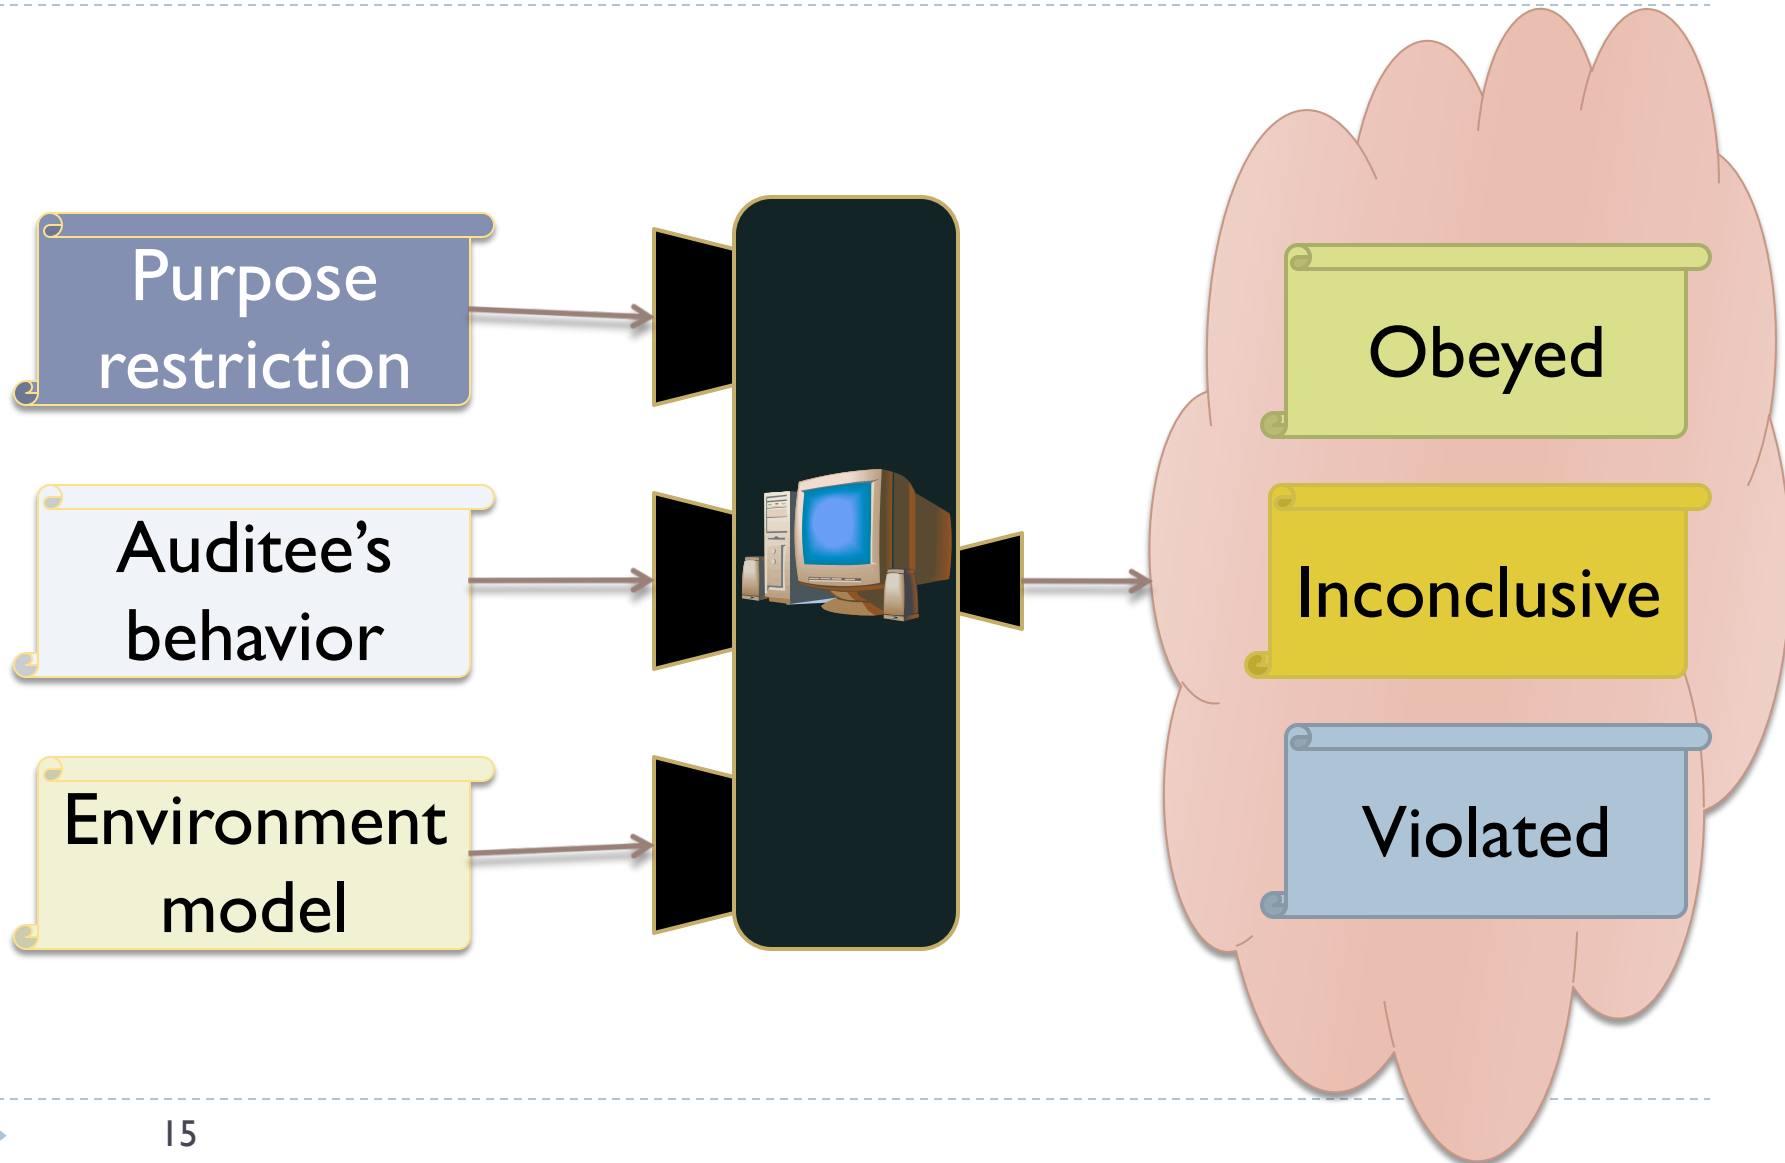 Purpose
restriction
Auditee’s
behavior
Environment
model
Obeyed
Inconclusive
Violated
15